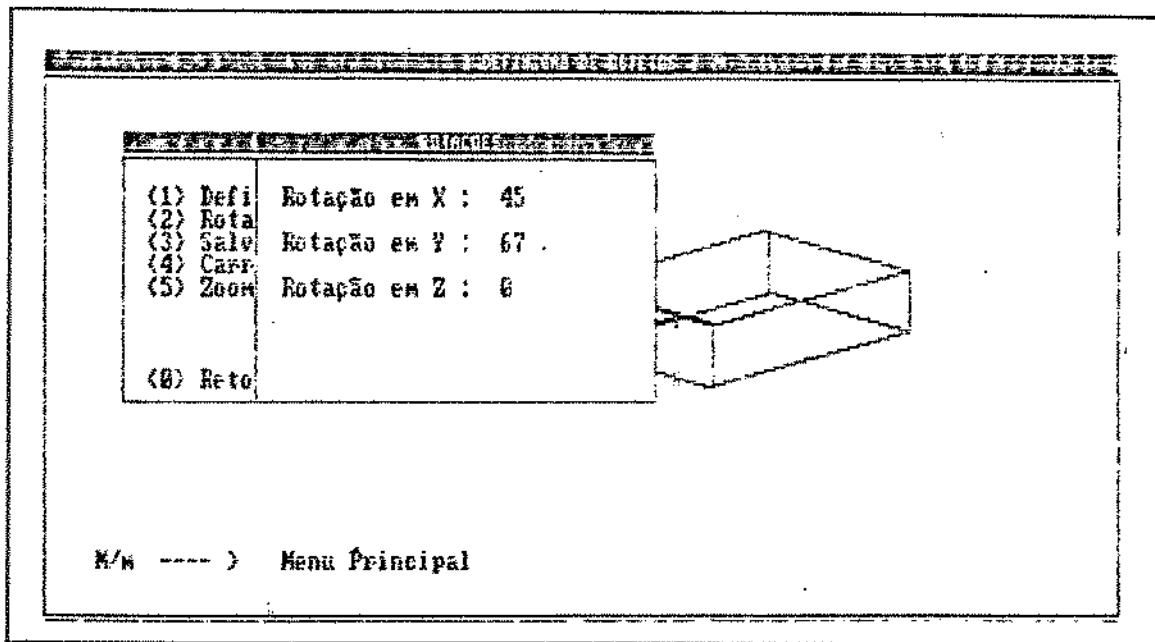 ROTAÇÕES
(1) Defi
(2) Rota
(3) Salv
(4) Carr
(5) Zoom
(0) Reto
Rotação em X : 45
Rotação em Y : 67
Rotação em Z : 0
M/m ----> Menu Principal